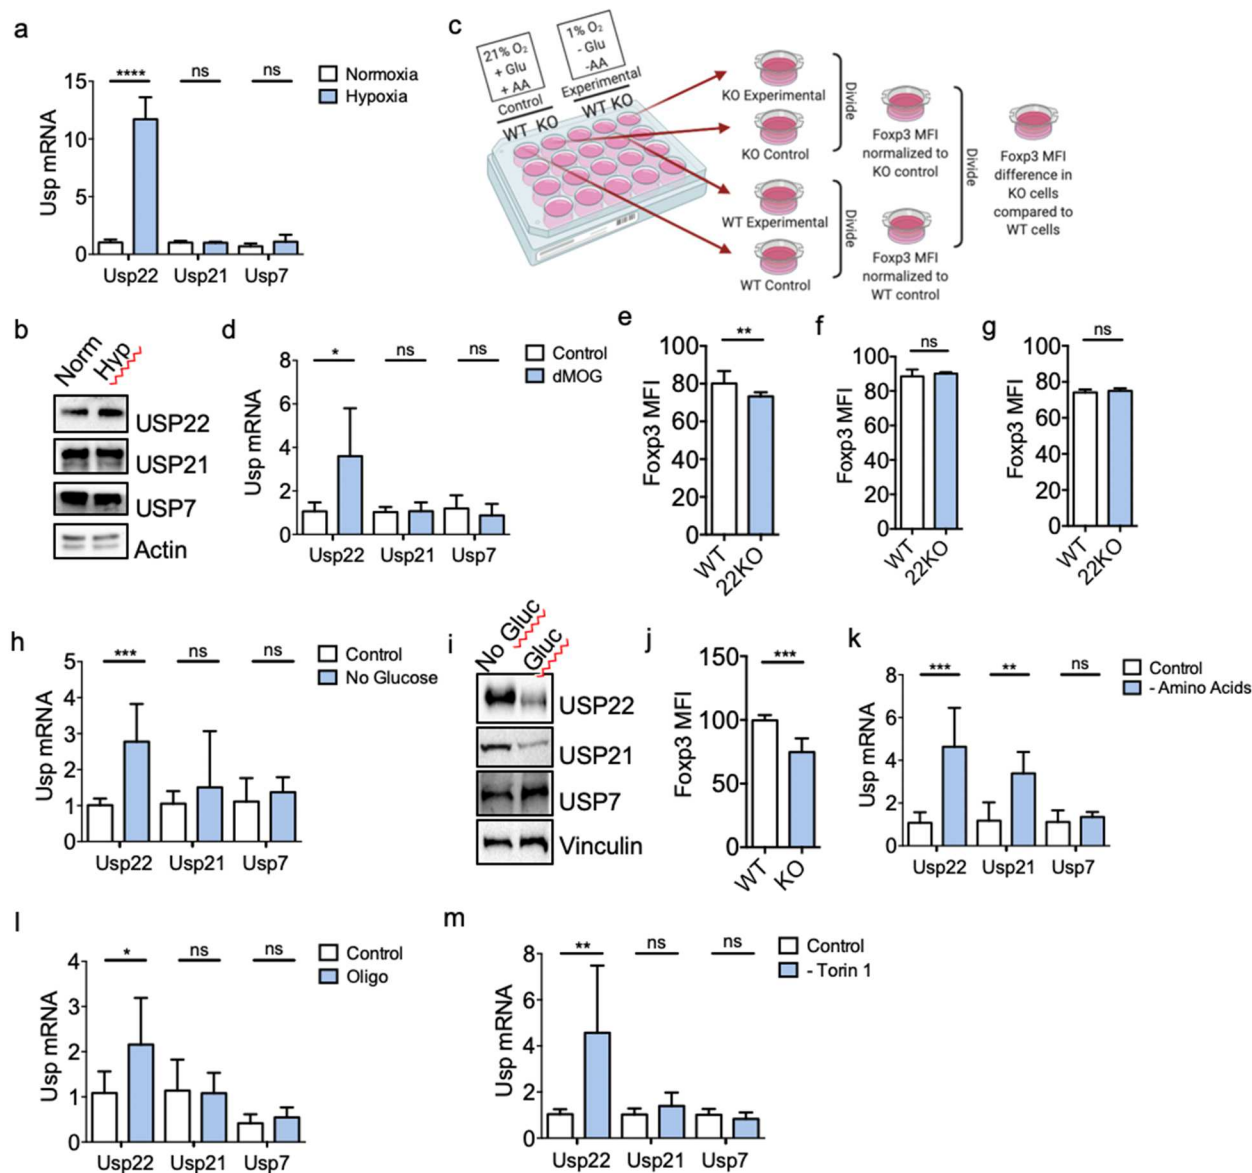 a
****
ns
ns
15
10
5
0
Usp mRNA
Usp22
Usp21
Usp7
Normoxia
Hypoxia
c
21% O2
+ Glu
+ AA
Control
WT KO
1% O2
- Glu
-AA
Experimental
WT KO
KO Experimental
KO Control
WT Experimental
WT Control
Divide
Divide
Foxp3 MFI
normalized to
KO control
Foxp3 MFI
normalized to
WT control
Divide
Foxp3 MFI
difference in
KO cells
compared to
WT cells
b
Norm
Hyp
USP22
USP21
USP7
Actin
d
*
ns
ns
8
6
4
2
0
Usp mRNA
Usp22
Usp21
Usp7
Control
dMOG
e
**
100
80
60
40
20
0
Foxp3 MFI
WT
22KO
f
ns
100
80
60
40
20
0
Foxp3 MFI
WT
22KO
g
ns
100
80
60
40
20
0
Foxp3 MFI
WT
22KO
h
***
ns
ns
5
4
3
2
1
0
Usp mRNA
Usp22
Usp21
Usp7
Control
No Glucose
i
No Gluc
Gluc
USP22
USP21
USP7
Vinculin
j
***
150
100
50
0
Foxp3 MFI
WT
KO
k
***
**
ns
8
6
4
2
0
Usp mRNA
Usp22
Usp21
Usp7
Control
- Amino Acids
l
*
ns
ns
4
3
2
1
0
Usp mRNA
Usp22
Usp21
Usp7
Control
Oligo
m
**
ns
ns
8
6
4
2
0
Usp mRNA
Usp22
Usp21
Usp7
Control
- Torin 1